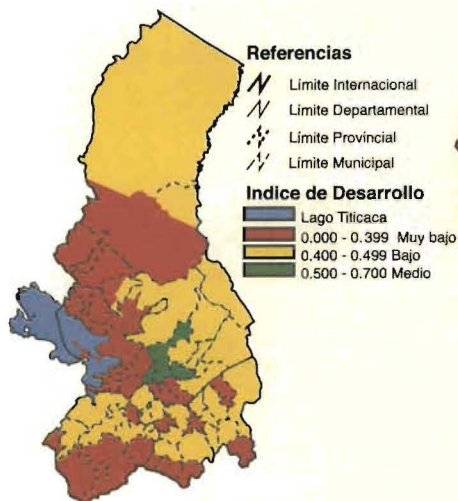 Referencias
Límite Internacional
Límite Departamental
Límite Provincial
Límite Municipal
Indice de Desarrollo
Lago Titicaca
0.000 - 0.399 Muy bajo
0.400 - 0.499 Bajo
0.500 - 0.700 Medio